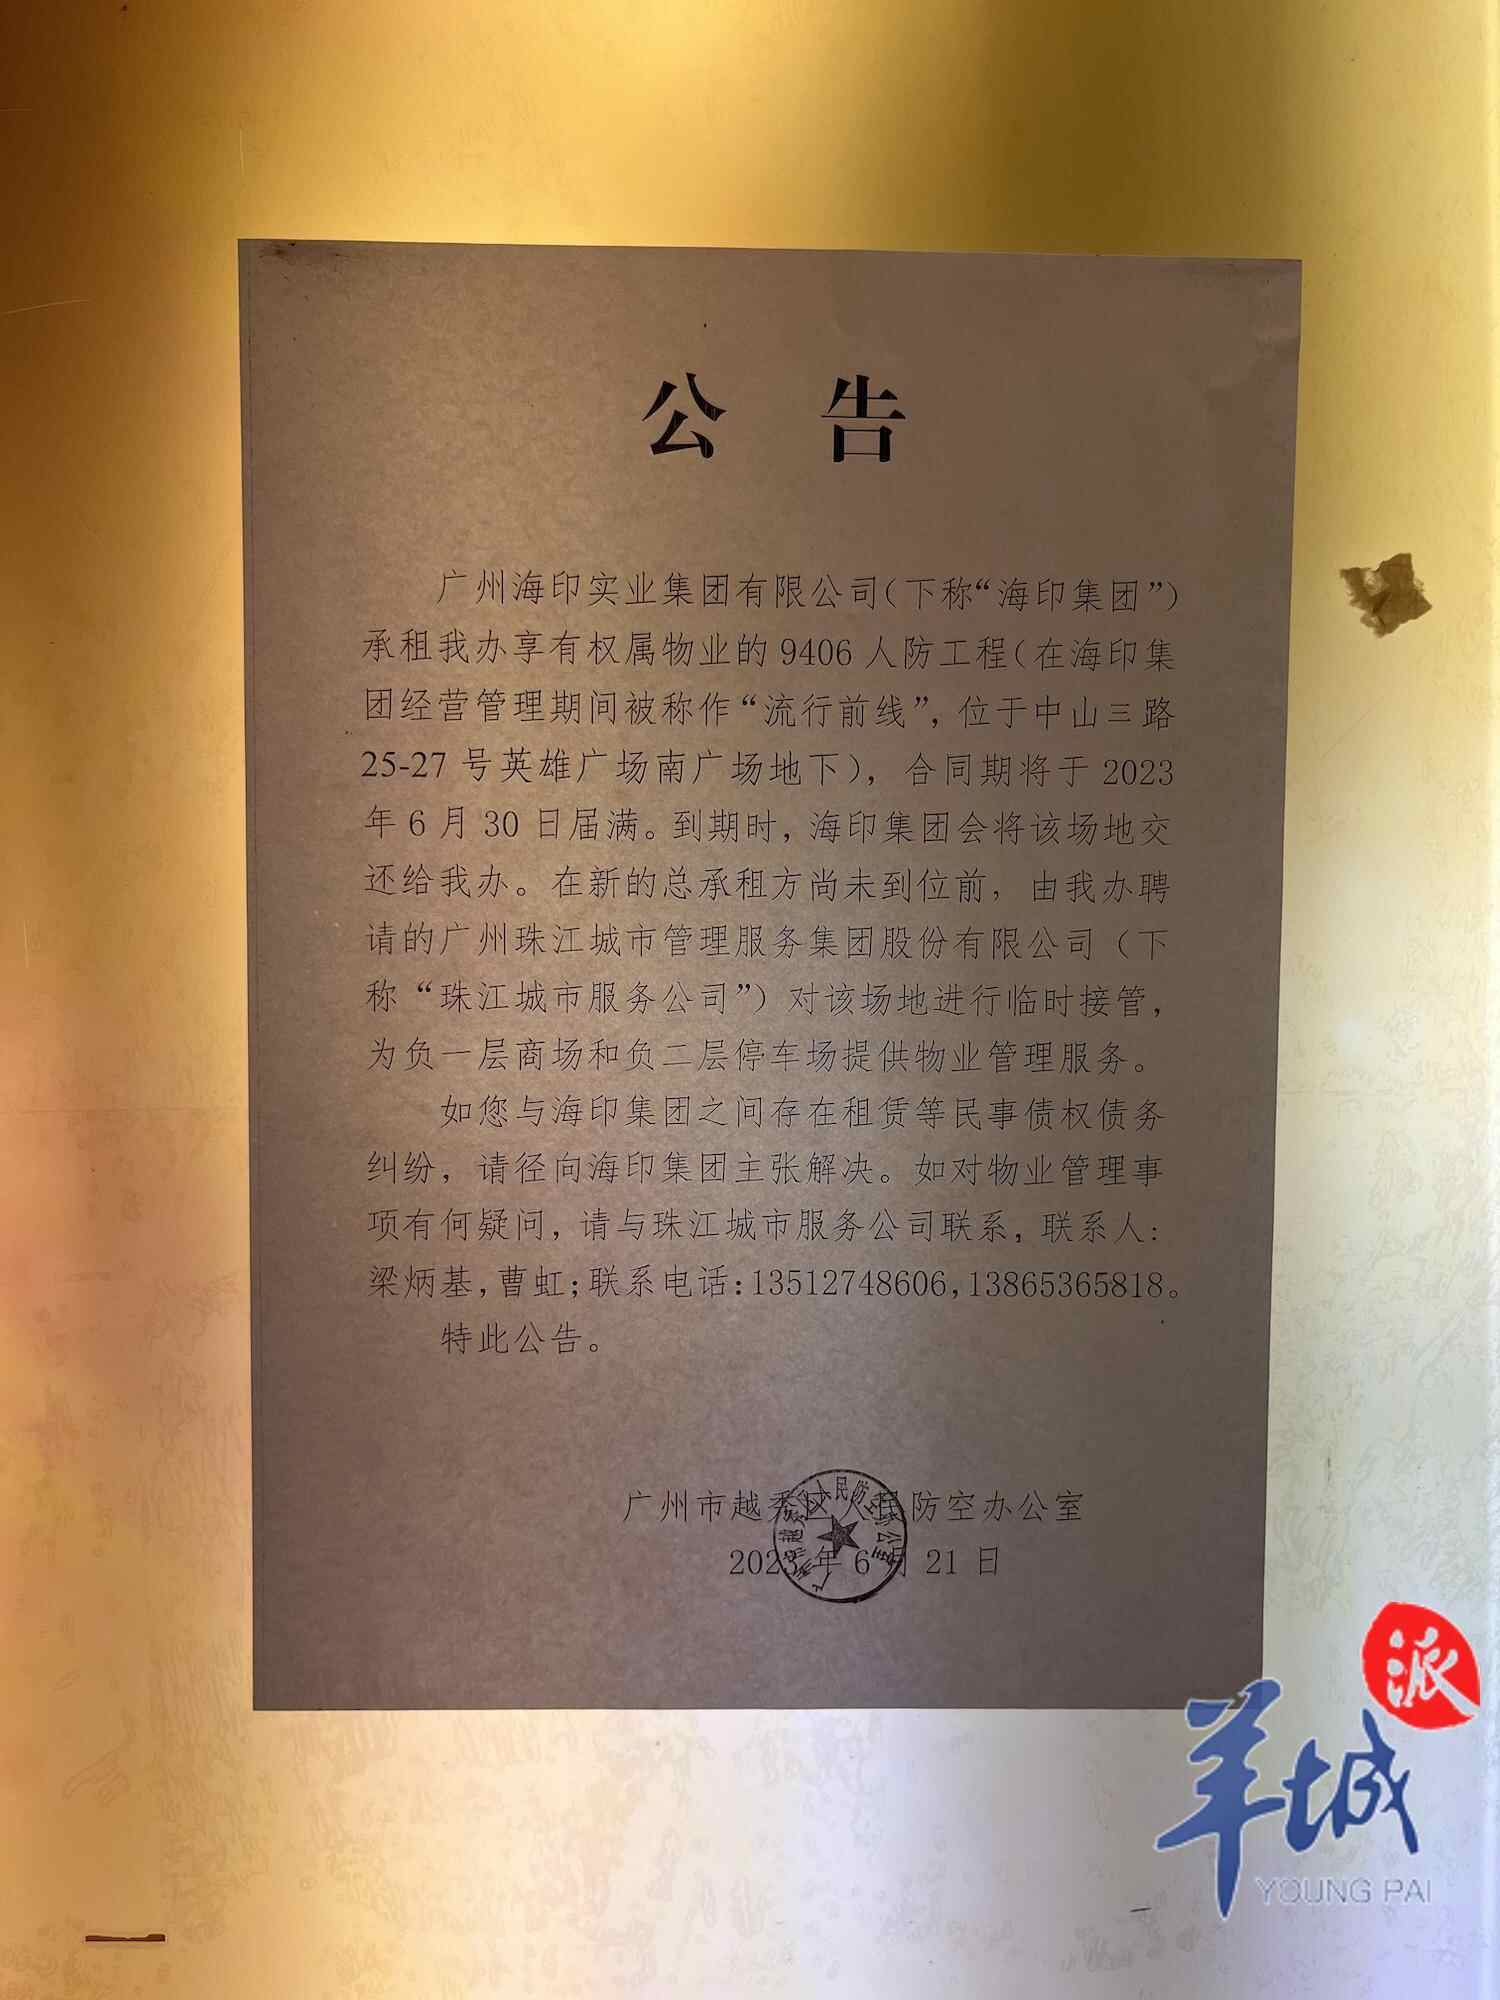 公 告
广州海印实业集团有限公司（下称“海印集团”）
承租我办享有权属物业的 9406 人防工程（在海印集
团经营管理期间被称作“流行前线”，位于中山三路
25-27 号英雄广场南广场地下），合同期将于 2023
年 6 月 30 日届满。到期时，海印集团会将该场地交
还给我办。在新的总承租方尚未到位前，由我办聘
请的广州珠江城市管理服务集团股份有限公司（下
称“珠江城市服务公司”）对该场地进行临时接管，
为负一层商场和负二层停车场提供物业管理服务。
如您与海印集团之间存在租赁等民事债权债务
纠纷，请径向海印集团主张解决。如对物业管理事
项有何疑问，请与珠江城市服务公司联系，联系人：
梁炳基，曹虹；联系电话：13512748606，13865365818。
特此公告。
广州市越秀区人民防空办公室
2023 年 6 月 21 日
派
羊城
YOUNG PAI